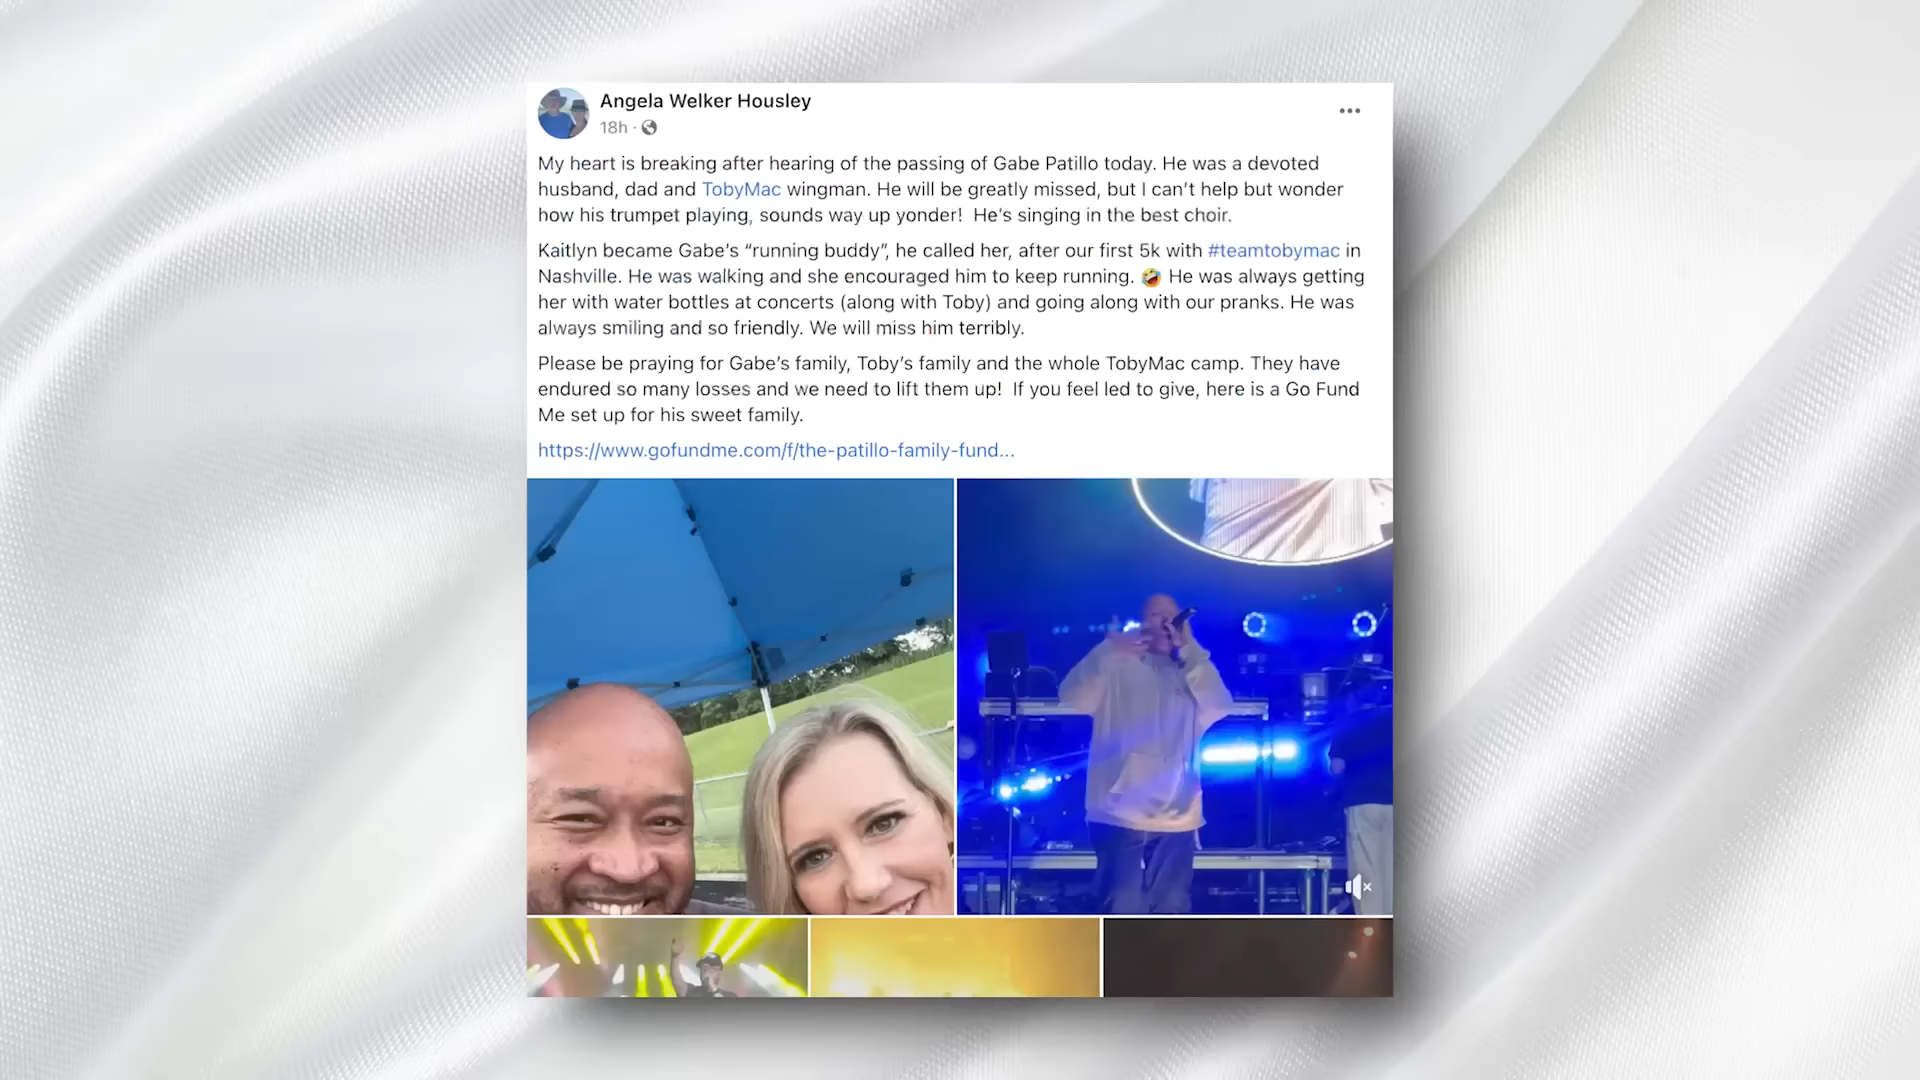 Angela Welker Housley
18h ·
My heart is breaking after hearing of the passing of Gabe Patillo today. He was a devoted
husband, dad and TobyMac wingman. He will be greatly missed, but I can't help but wonder
how his trumpet playing, sounds way up yonder!  He's singing in the best choir.
Kaitlyn became Gabe's "running buddy", he called her, after our first 5k with #teamtobymac in
Nashville. He was walking and she encouraged him to keep running. 🤣 He was always getting
her with water bottles at concerts (along with Toby) and going along with our pranks. He was
always smiling and so friendly. We will miss him terribly.
Please be praying for Gabe's family, Toby's family and the whole TobyMac camp. They have
endured so many losses and we need to lift them up!  If you feel led to give, here is a Go Fund
Me set up for his sweet family.
https://www.gofundme.com/f/the-patillo-family-fund...